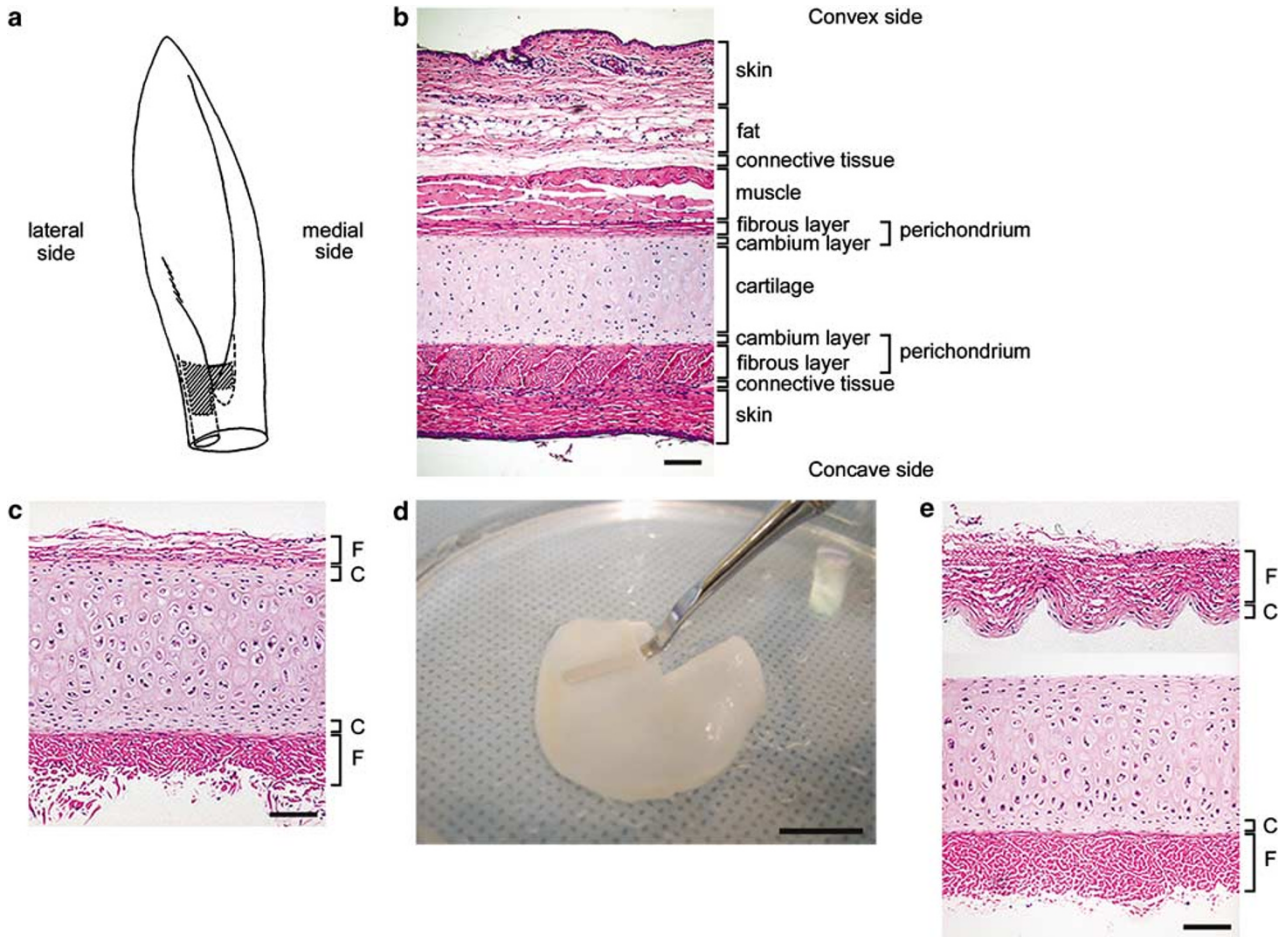 a
lateral
side
medial
side
b
Convex side
skin
fat
connective tissue
muscle
fibrous layer
cambium layer
perichondrium
cartilage
cambium layer
fibrous layer
perichondrium
connective tissue
skin
Concave side
c
F
C
C
F
d
e
F
C
C
F